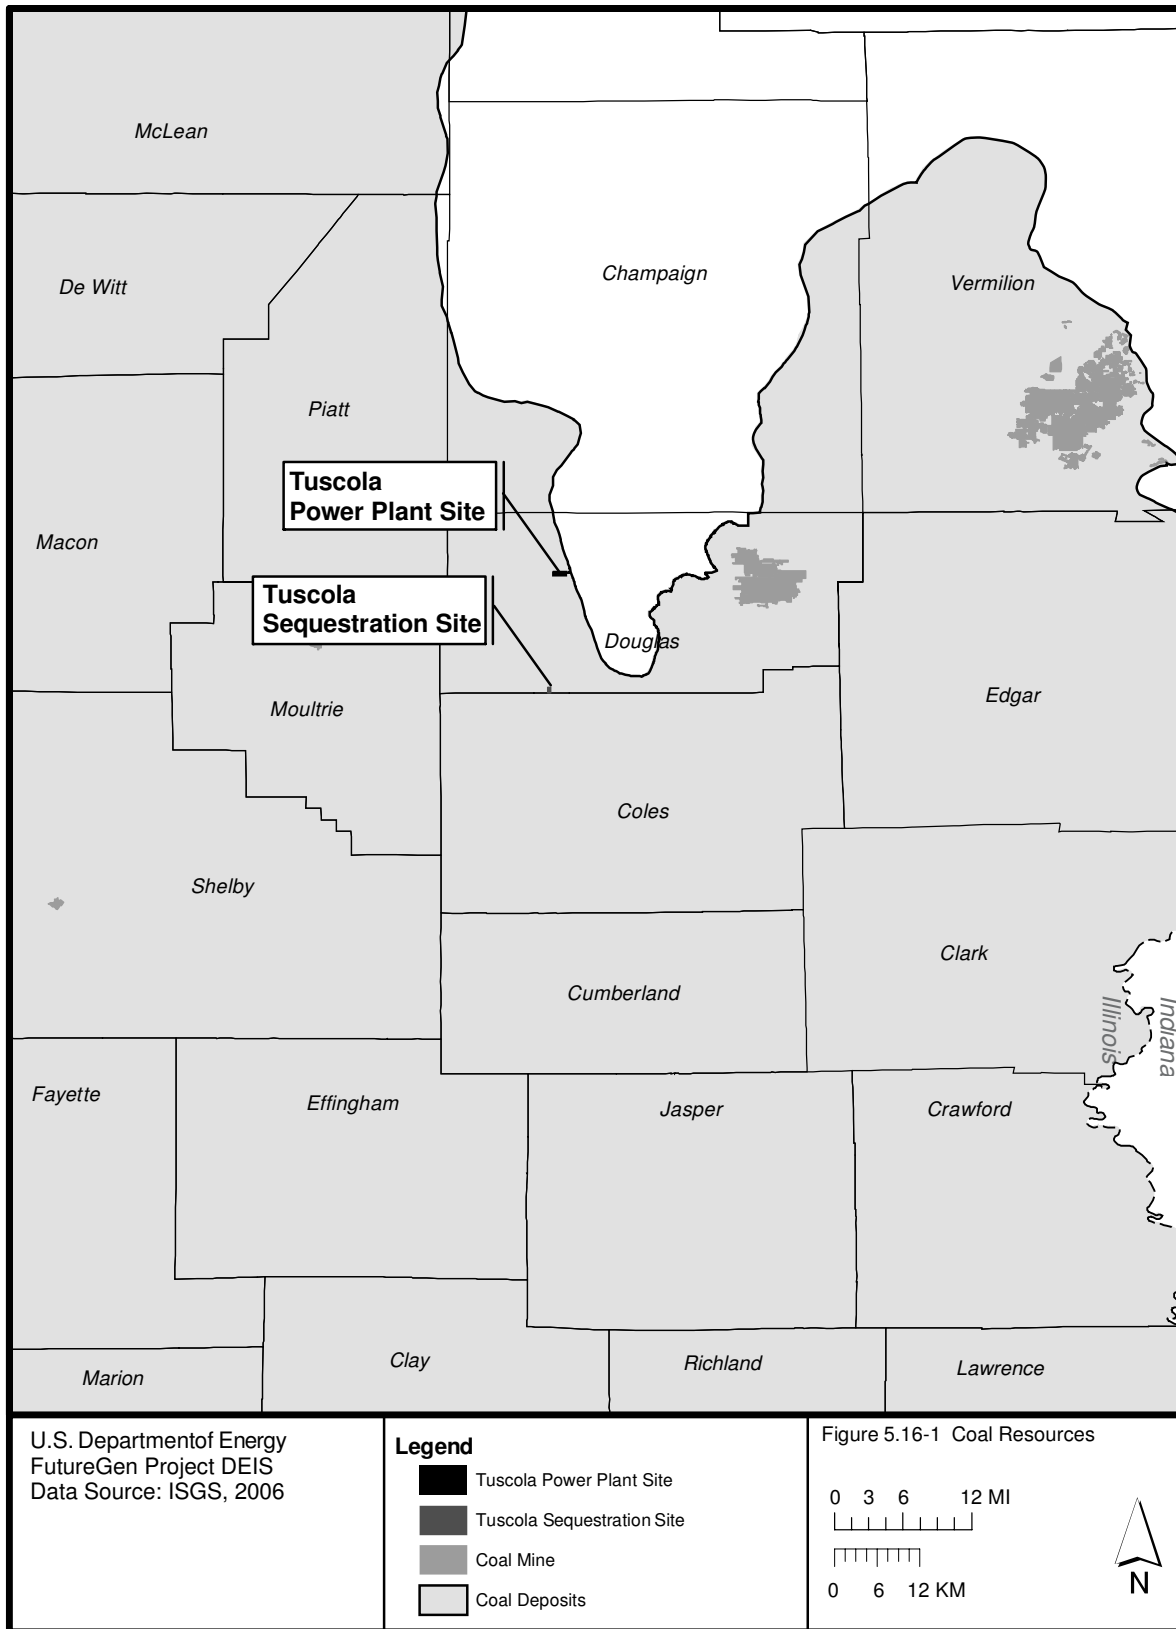 McLean
De Witt
Champaign
Vermilion
Piatt
Tuscola
Power Plant Site
Macon
Tuscola
Sequestration Site
Douglas
Moultrie
Edgar
Coles
Shelby
Clark
Cumberland
Illinois
Indiana
Fayette
Effingham
Jasper
Crawford
Marion
Clay
Richland
Lawrence
U.S. Departmentof Energy
FutureGen Project DEIS
Data Source: ISGS, 2006
Legend
Tuscola Power Plant Site
Tuscola Sequestration Site
Coal Mine
Coal Deposits
Figure 5.16-1 Coal Resources
0 3 6 12 MI
0 6 12 KM
N